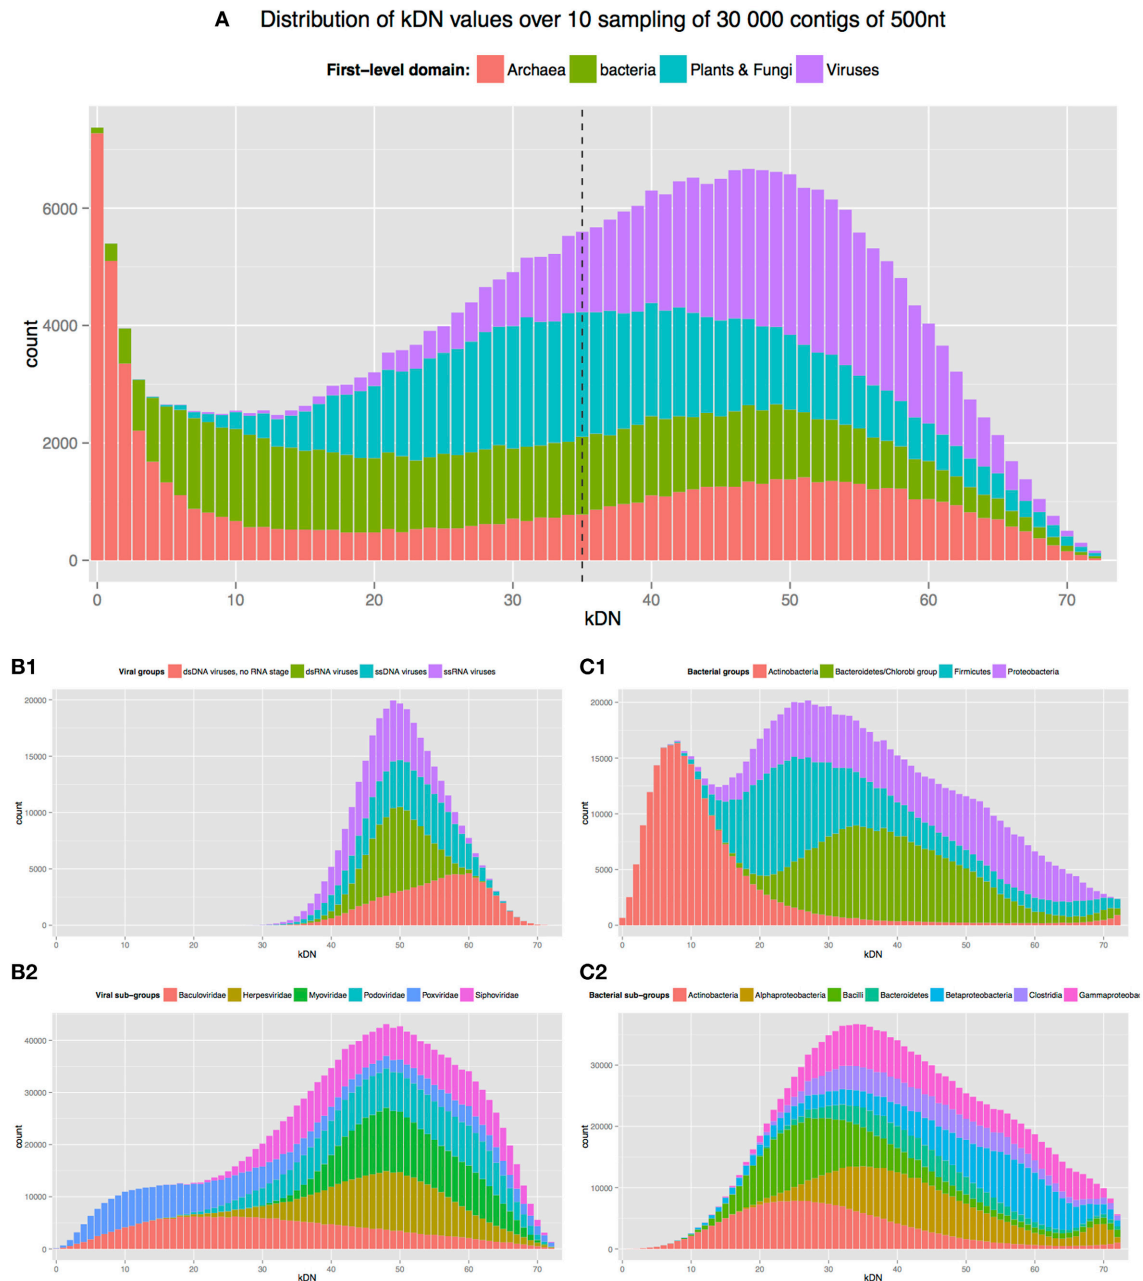 A Distribution of kDN values over 10 sampling of 30 000 contigs of 500nt
First-level domain: Archaea bacteria Plants & Fungi Viruses
6000
4000
2000
0
count
0 10 20 30 40 50 60 70
kDN
B1
Viral groups dsDNA viruses, no RNA stage dsRNA viruses ssDNA viruses ssRNA viruses
20000
15000
10000
5000
0
count
0 10 20 30 40 50 60 70
kDN
C1
Bacterial groups Actinobacteria Bacteroidetes/Chlorobi group Firmicutes Proteobacteria
20000
15000
10000
5000
0
count
0 10 20 30 40 50 60 70
kDN
B2
Viral sub-groups Baculoviridae Herpesviridae Myoviridae Podoviridae Poxviridae Siphoviridae
40000
30000
20000
10000
0
count
0 10 20 30 40 50 60 70
kDN
C2
Bacterial sub-groups Actinobacteria Alphaproteobacteria Bacilli Bacteroidetes Betaproteobacteria Clostridia Gammaproteobac
30000
20000
10000
0
count
0 10 20 30 40 50 60 70
kDN